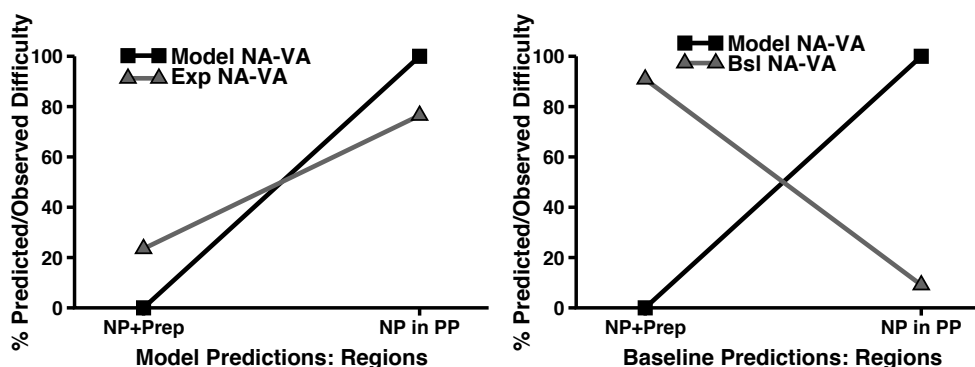 % Predicted/Observed Difficulty
100
80
60
40
20
0
Model NA-VA
Exp NA-VA
NP+Prep
NP in PP
Model Predictions: Regions
% Predicted/Observed Difficulty
100
80
60
40
20
0
Model NA-VA
Bsl NA-VA
NP+Prep
NP in PP
Baseline Predictions: Regions